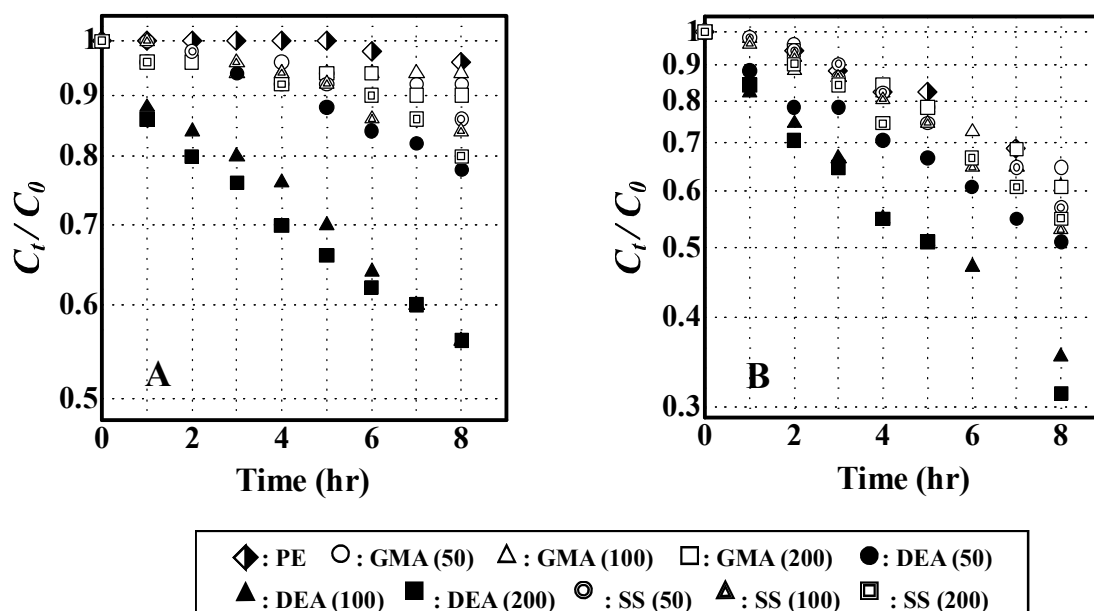 1
0.9
0.8
0.7
0.6
0.5
C_t / C_0
A
0 2 4 6 8
Time (hr)
1
0.9
0.8
0.7
0.6
0.5
0.4
0.3
C_t / C_0
B
0 2 4 6 8
Time (hr)
: PE : GMA (50) : GMA (100) : GMA (200) : DEA (50)
: DEA (100) : DEA (200) : SS (50) : SS (100) : SS (200)